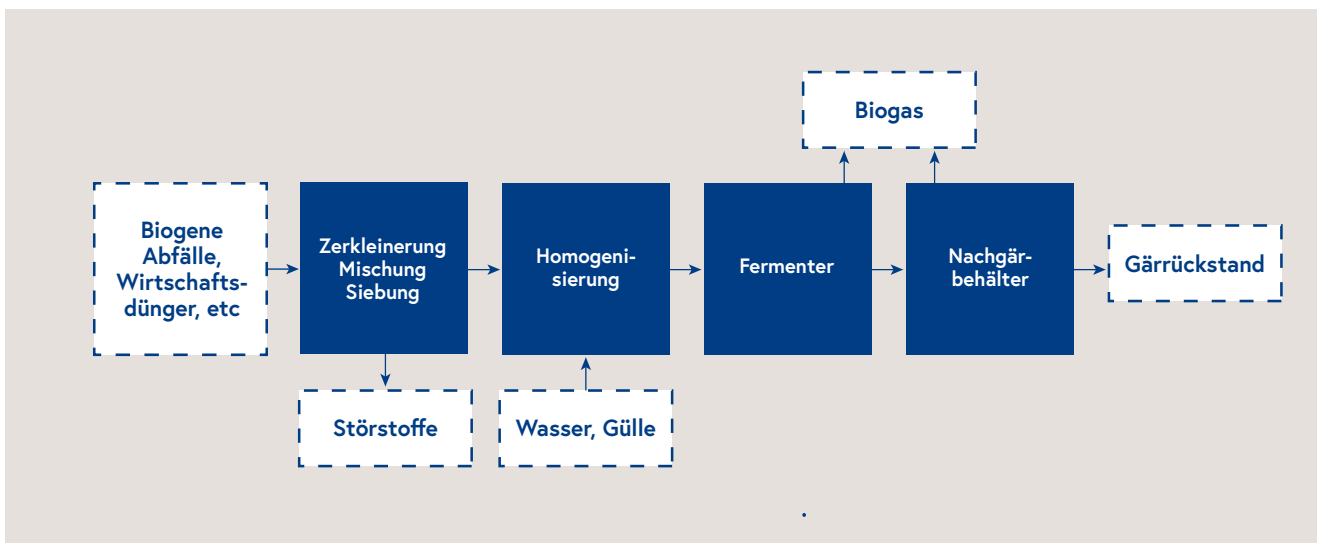 Biogas
Biogene
Abfälle,
Wirtschafts-
dünger, etc
Zerkleinerung
Mischung
Siebung
Homogeni-
sierung
Fermenter
Nachgär-
behälter
Gärrückstand
Störstoffe
Wasser, Gülle